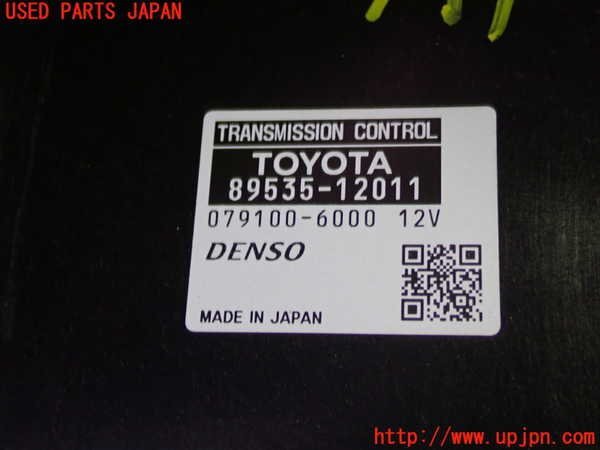 USED PARTS JAPAN
TRANSMISSION CONTROL
TOYOTA
89535-12011
079100-6000 12V
DENSO
MADE IN JAPAN
http://www.upjpn.com/